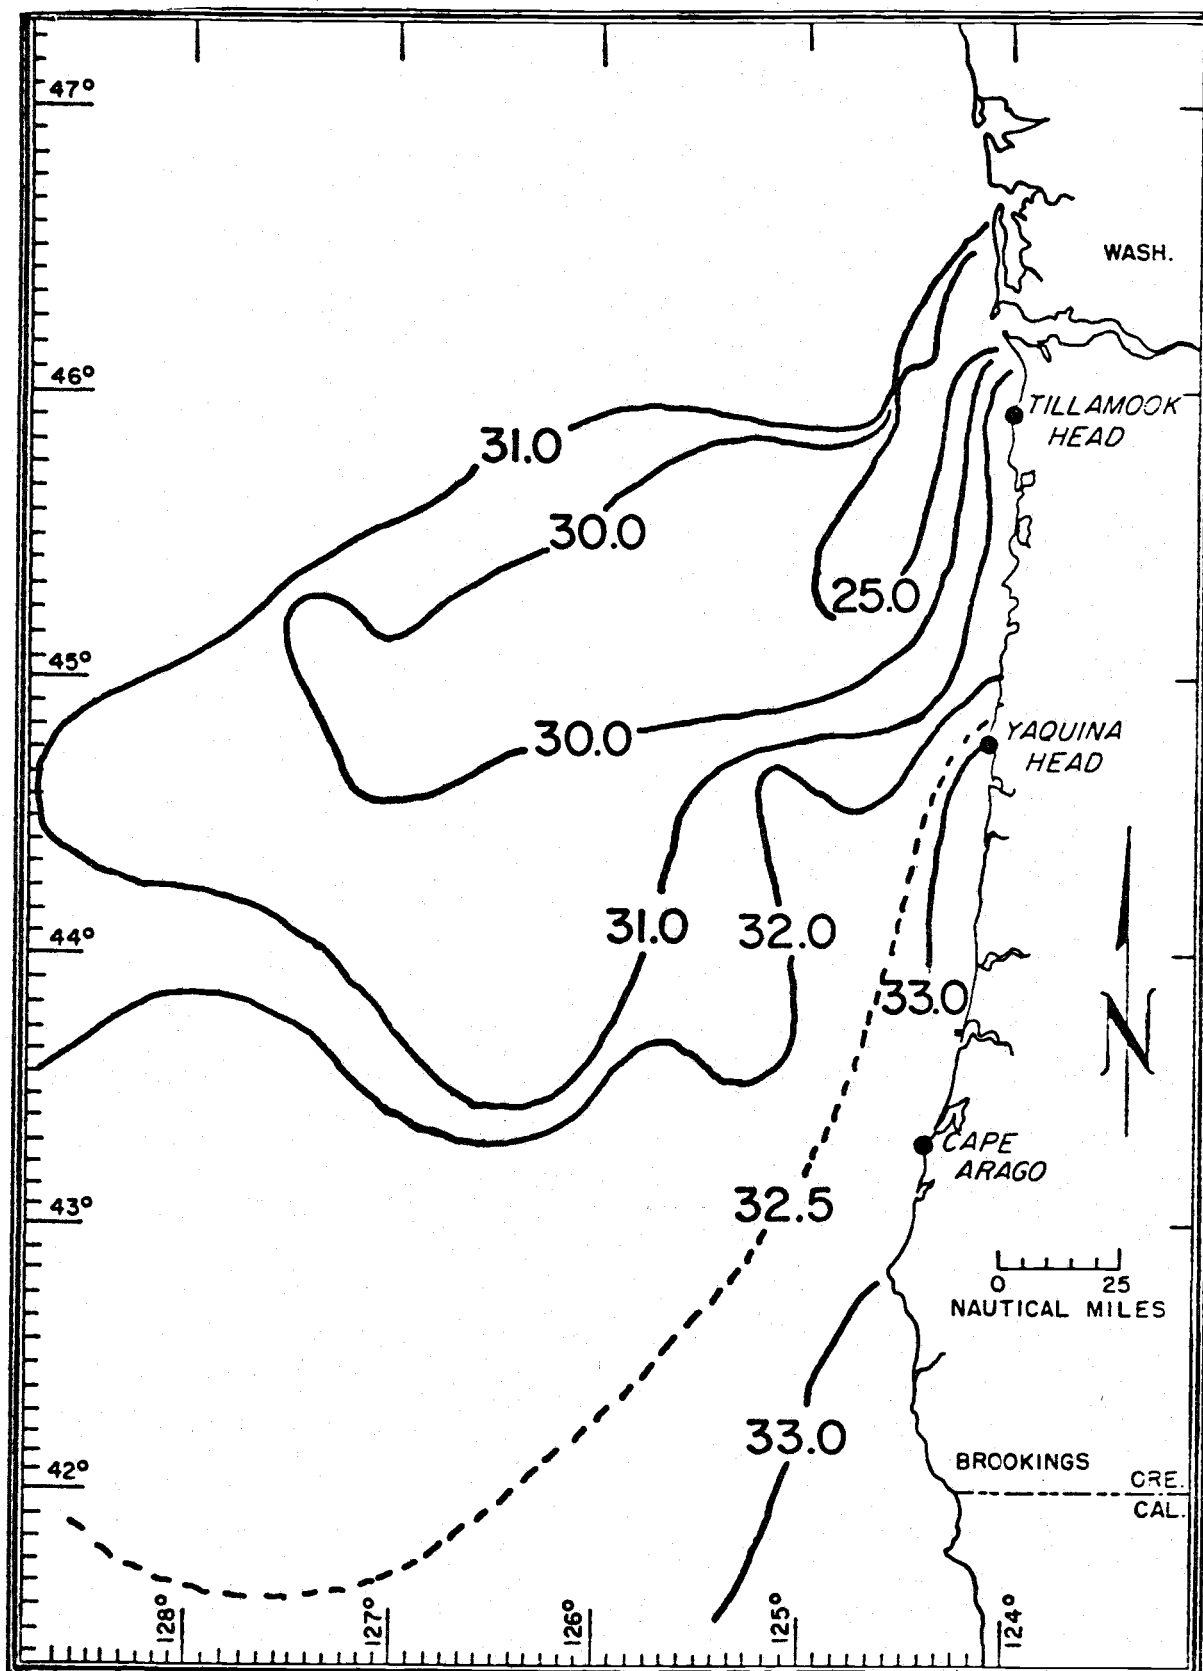 47°
WASH.
46°
TILLAMOOK
HEAD
31.0
30.0
25.0
45°
30.0
YAQUINA
HEAD
31.0
32.0
44°
33.0
N
CAPE
ARAGO
32.5
43°
0 25
NAUTICAL MILES
33.0
42°
BROOKINGS
ORE.
CAL.
128°
127°
126°
125°
124°